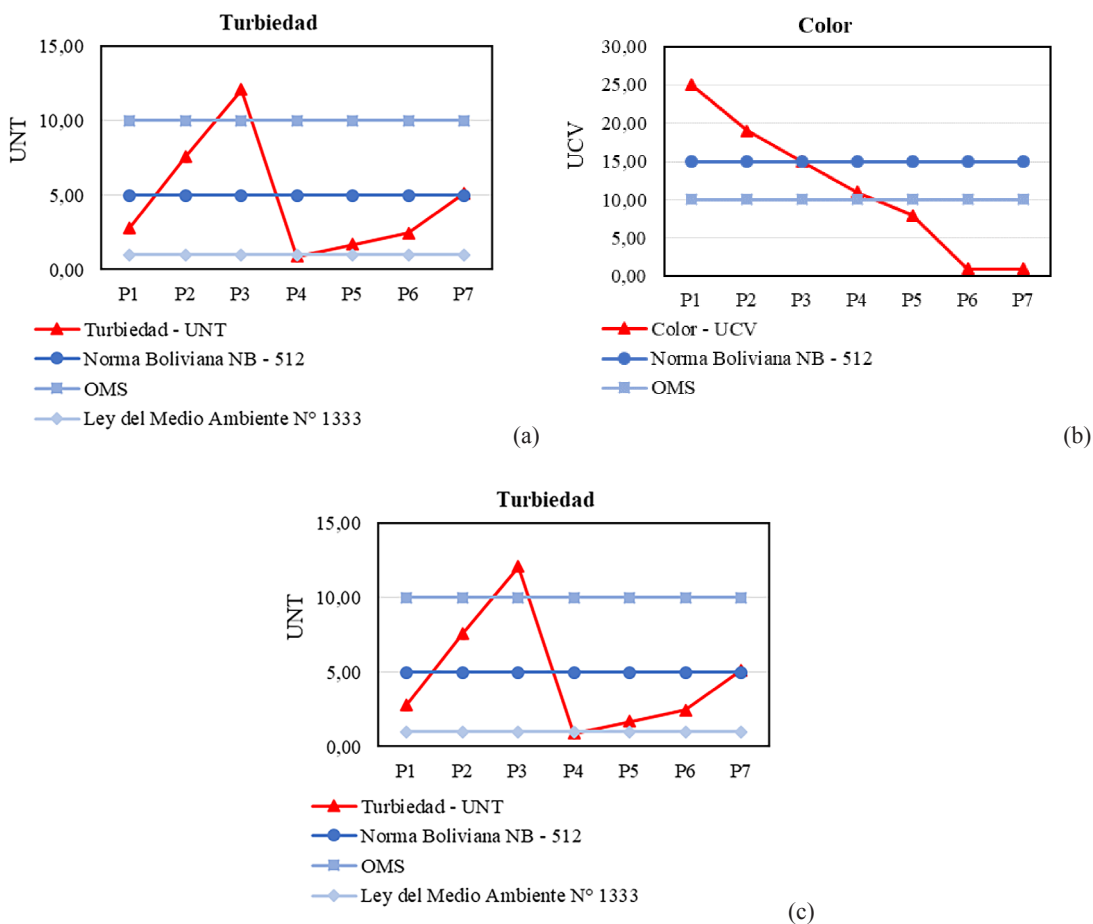 Turbiedad
15,00
10,00
5,00
0,00
UNT
P1 P2 P3 P4 P5 P6 P7
Turbiedad - UNT
Norma Boliviana NB - 512
OMS
Ley del Medio Ambiente N° 1333
(a)
Color
30,00
25,00
20,00
15,00
10,00
5,00
0,00
UCV
P1 P2 P3 P4 P5 P6 P7
Color - UCV
Norma Boliviana NB - 512
OMS
(b)
Turbiedad
15,00
10,00
5,00
0,00
UNT
P1 P2 P3 P4 P5 P6 P7
Turbiedad - UNT
Norma Boliviana NB - 512
OMS
Ley del Medio Ambiente N° 1333
(c)